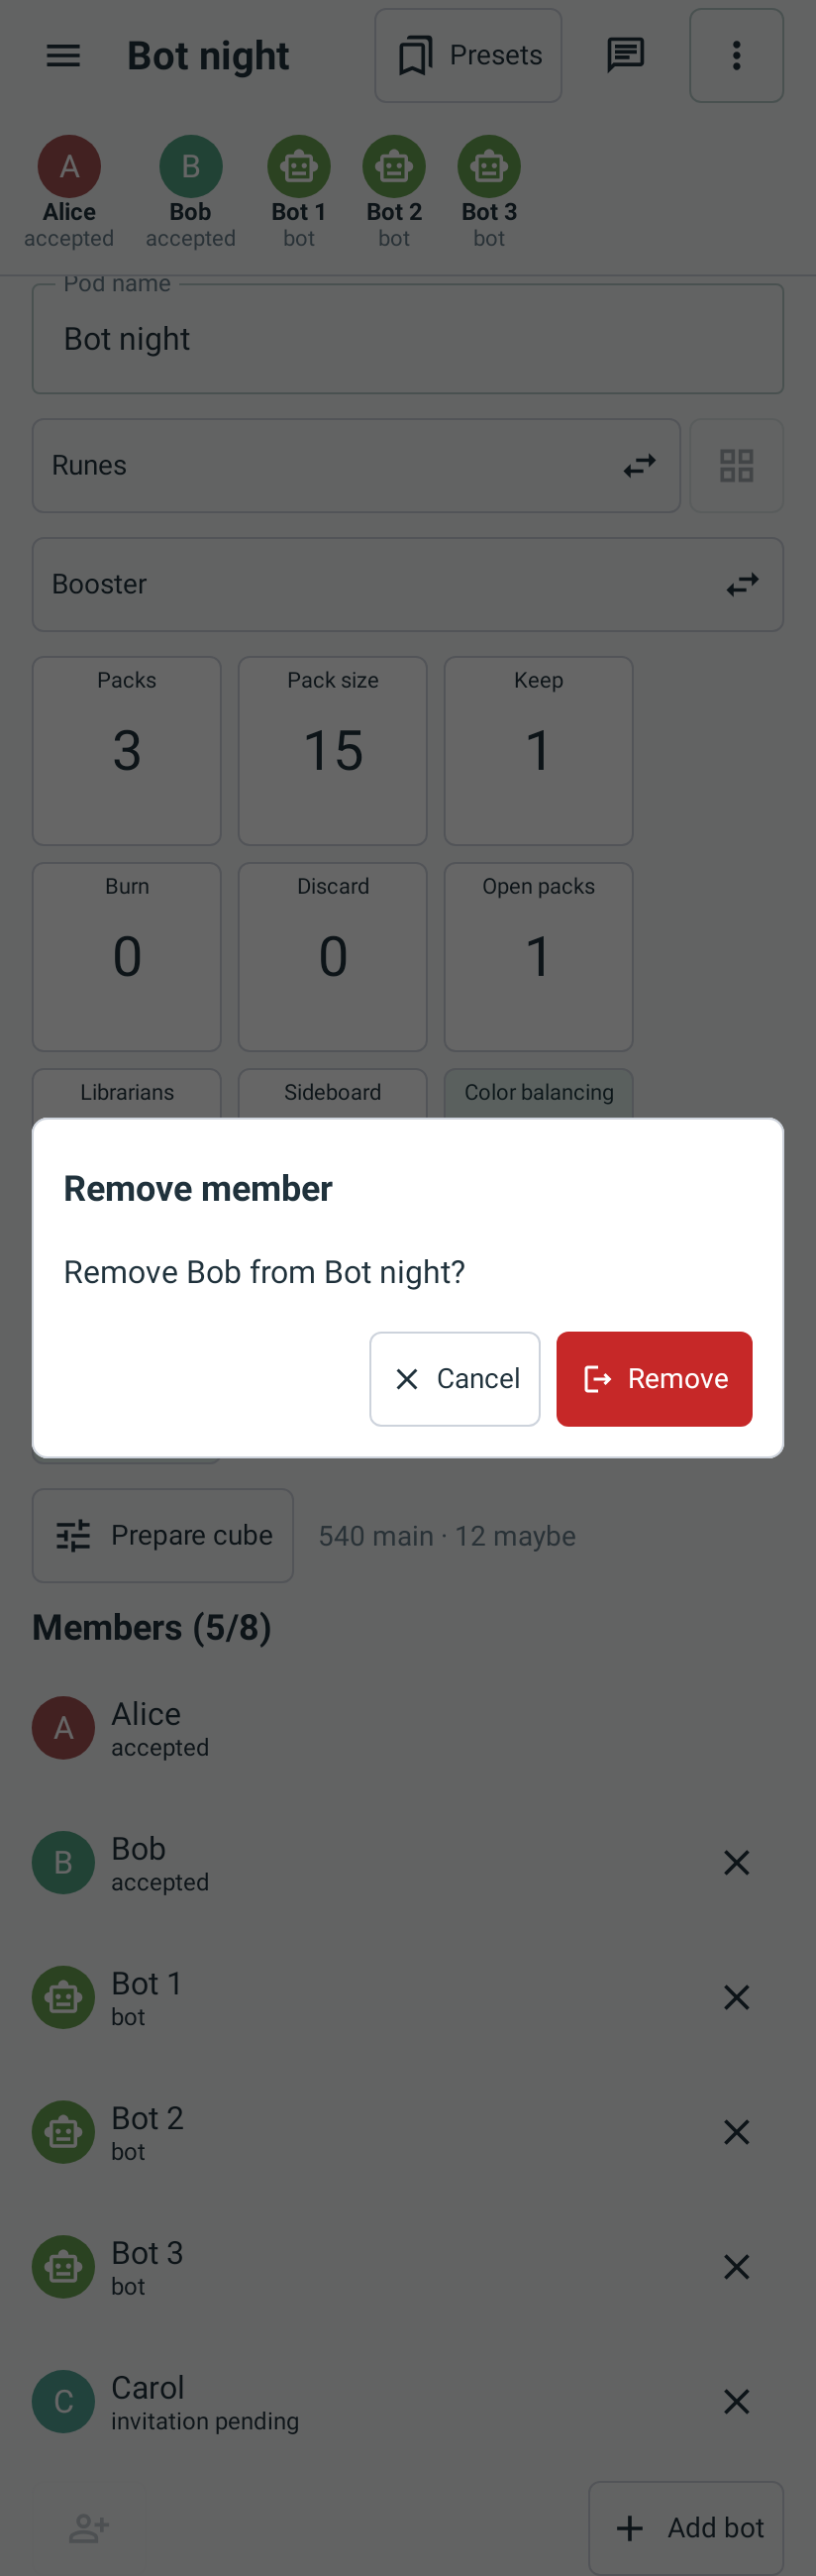 Bot night
Presets
A
B
Alice
Bob
Bot 1
Bot 2
Bot 3
accepted
accepted
bot
bot
bot
Pod name
Bot night
Runes
Booster
Packs
Pack size
Keep
3
15
1
Burn
Discard
Open packs
0
0
1
Librarians
Sideboard
Color balancing
Remove member
Remove Bob from Bot night?
Cancel
Remove
Prepare cube
540 main · 12 maybe
Members (5/8)
A
Alice
accepted
B
Bob
accepted
Bot 1
bot
Bot 2
bot
Bot 3
bot
C
Carol
invitation pending
Add bot